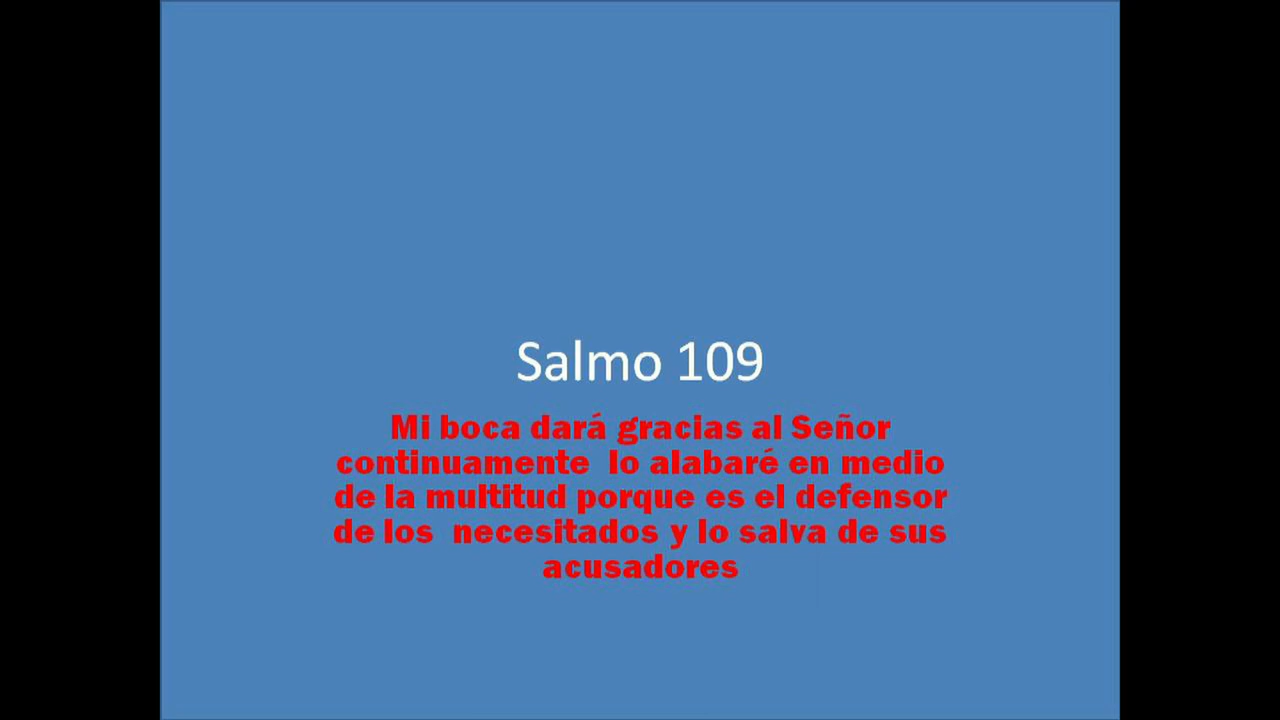 Salmo 109
Mi boca dará gracias al Señor
continuamente  lo alabaré en medio
de la multitud porque es el defensor
de los  necesitados y lo salva de sus
acusadores